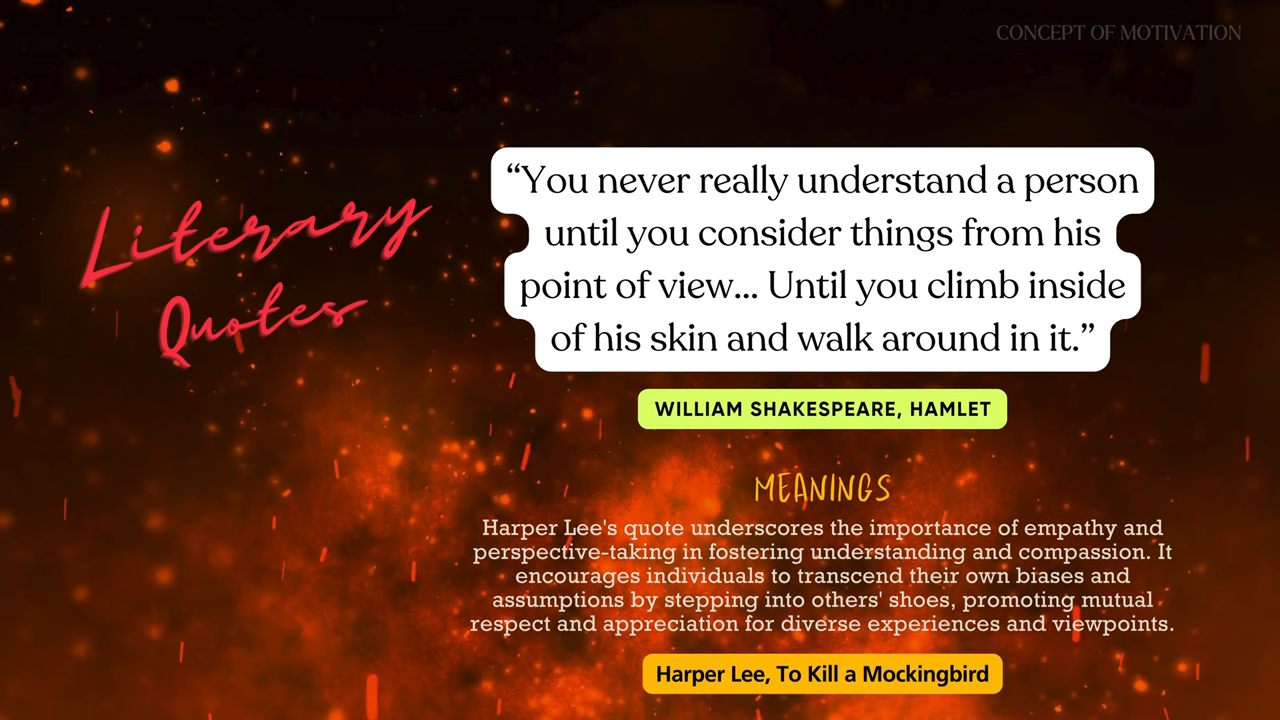 CONCEPT OF MOTIVATION
Literary
Quotes
“You never really understand a person
until you consider things from his
point of view... Until you climb inside
of his skin and walk around in it.”
WILLIAM SHAKESPEARE, HAMLET
MEANINGS
Harper Lee's quote underscores the importance of empathy and
perspective-taking in fostering understanding and compassion. It
encourages individuals to transcend their own biases and
assumptions by stepping into others' shoes, promoting mutual
respect and appreciation for diverse experiences and viewpoints.
Harper Lee, To Kill a Mockingbird